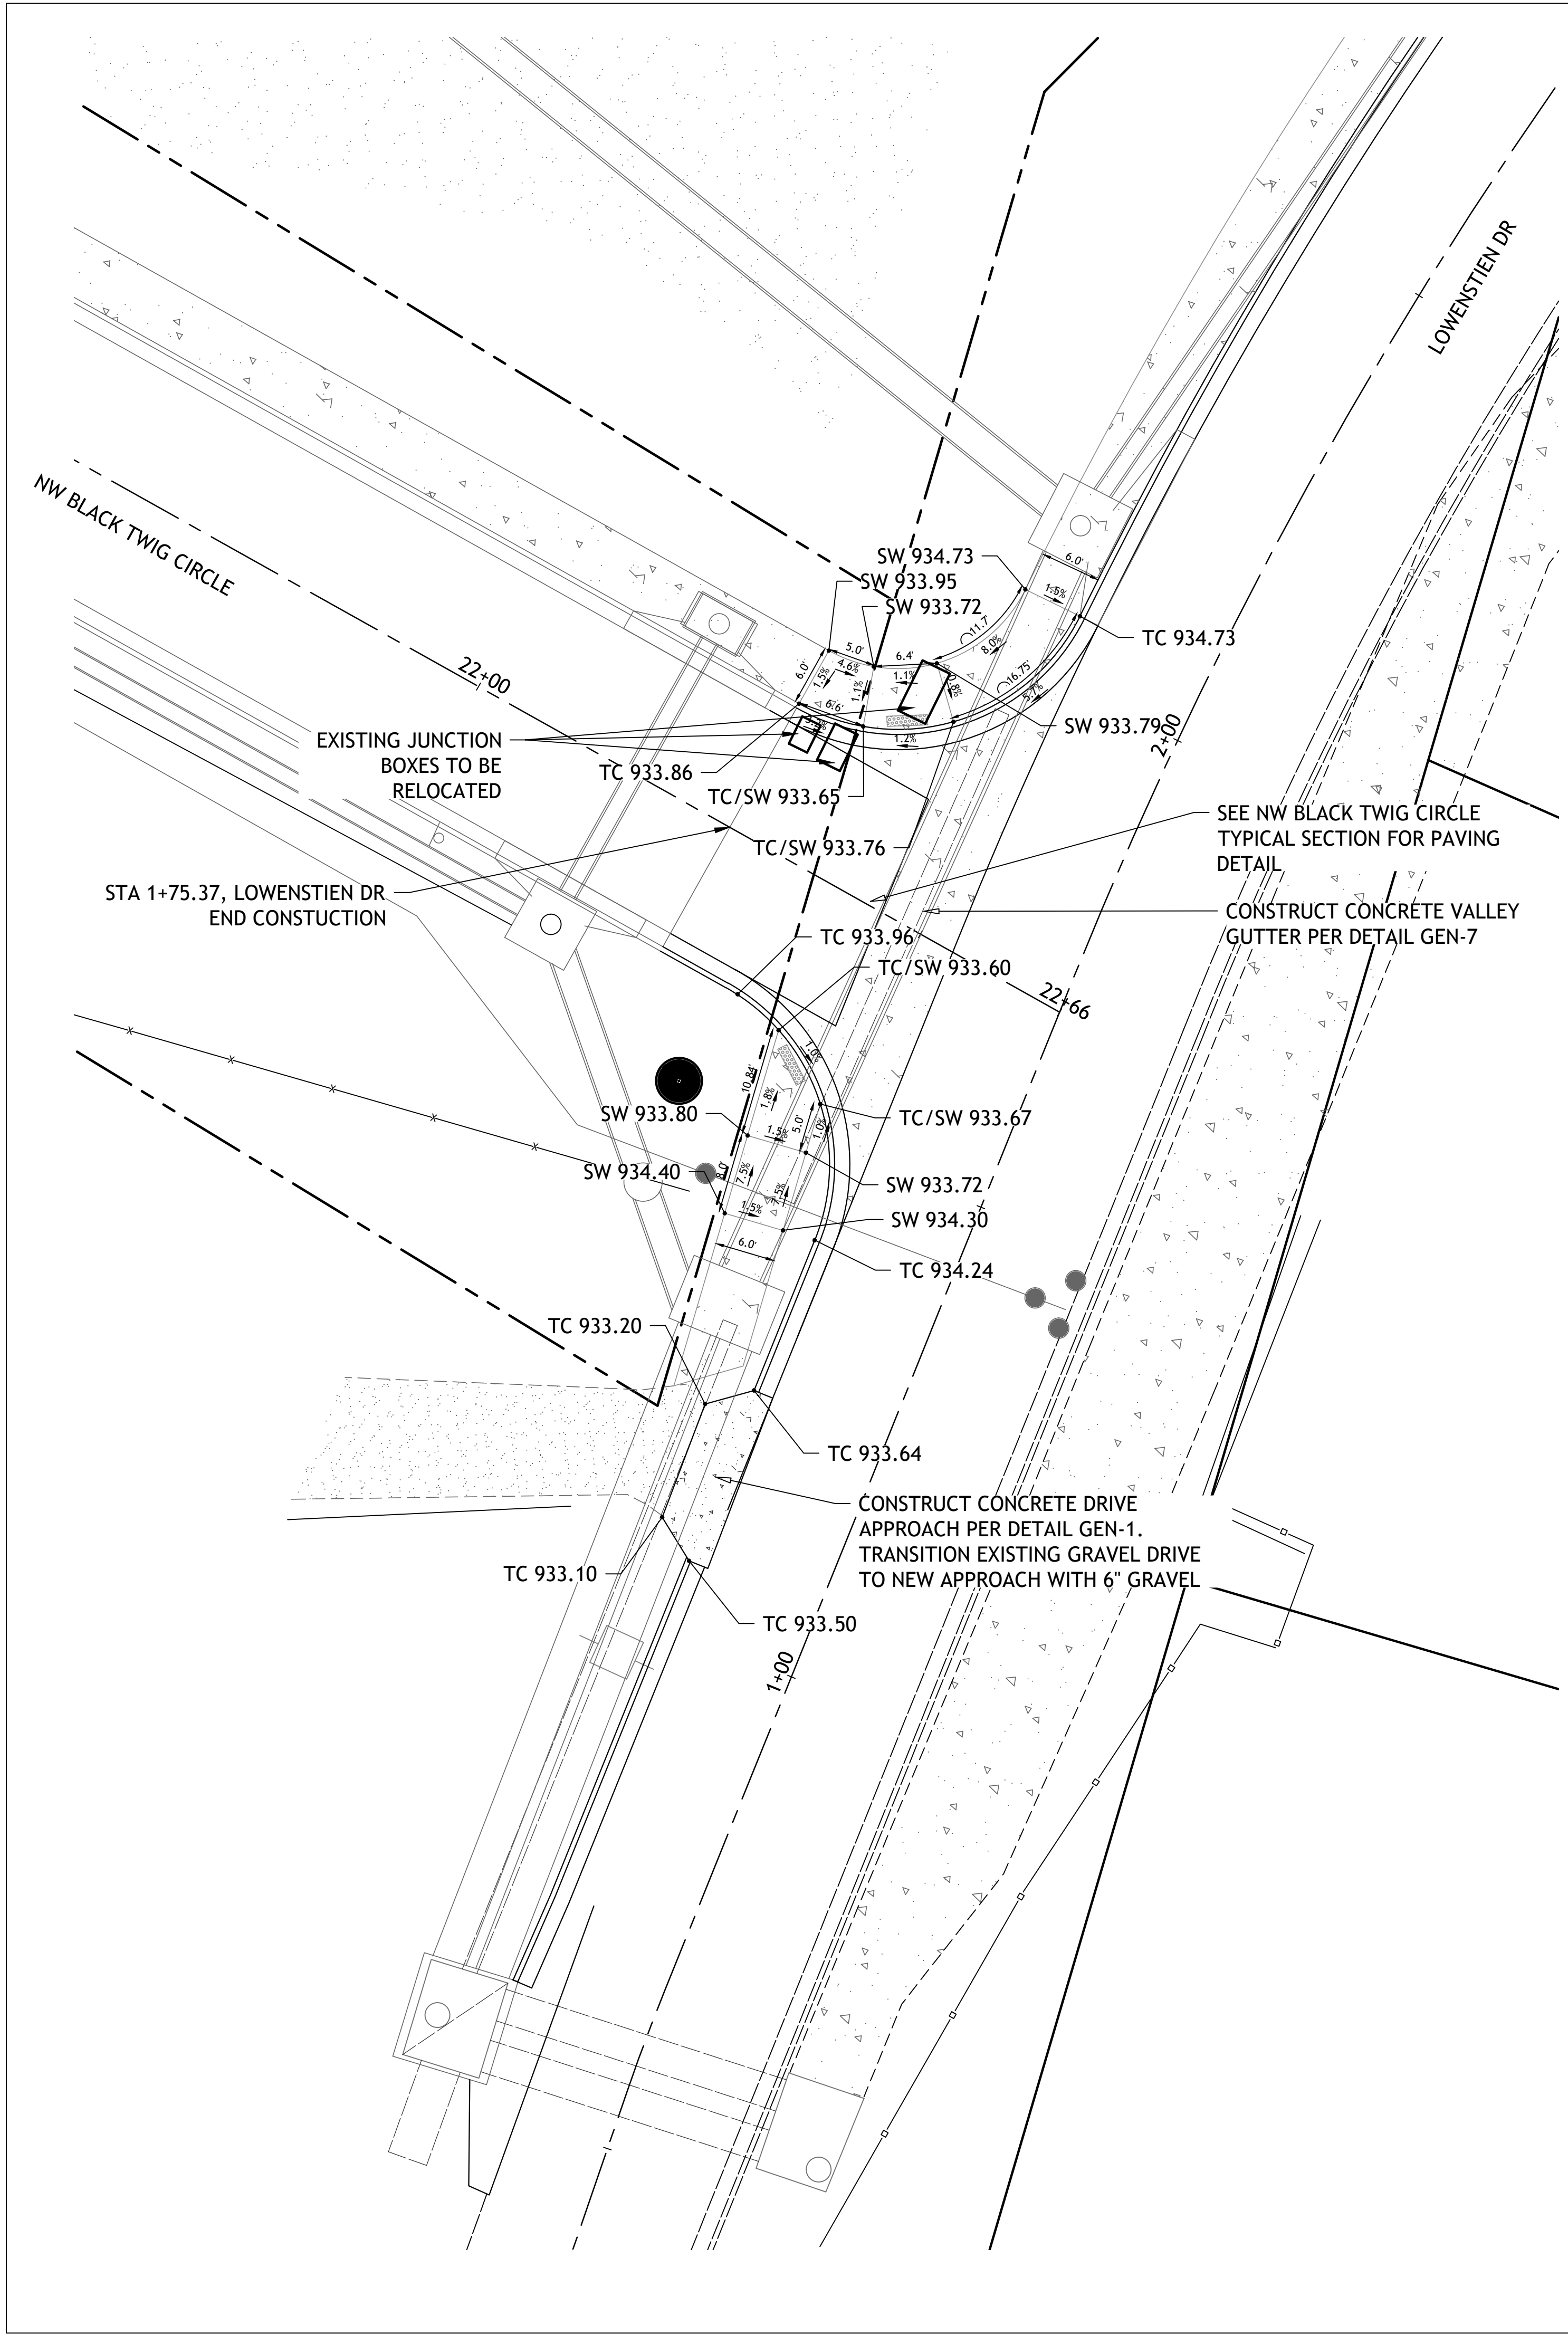 LOWENSTIEN DR
NW BLACK TWIG CIRCLE
SW 934.73
6.0'
SW 933.95
1.5%
SW 933.72
11.7'
TC 934.73
8.0%
5.0'
6.4'
4.6%
6.0'
1.5%
1.1%
1.1%
0.8%
16.75'
5.7%
22+00
6.6'
SW 933.79
2+00
1.2%
EXISTING JUNCTION
BOXES TO BE
RELOCATED
TC 933.86
TC/SW 933.65
SEE NW BLACK TWIG CIRCLE
TYPICAL SECTION FOR PAVING
DETAIL
TC/SW 933.76
STA 1+75.37, LOWENSTIEN DR
END CONSTUCTION
CONSTRUCT CONCRETE VALLEY
GUTTER PER DETAIL GEN-7
TC 933.96
TC/SW 933.60
22+66
1.0%
10.84'
1.8%
SW 933.80
TC/SW 933.67
5.0'
1.0%
1.5%
SW 934.40
8.0'
7.5%
SW 933.72
7.5%
1.5%
SW 934.30
6.0'
TC 934.24
TC 933.20
TC 933.64
CONSTRUCT CONCRETE DRIVE
APPROACH PER DETAIL GEN-1.
TRANSITION EXISTING GRAVEL DRIVE
TO NEW APPROACH WITH 6" GRAVEL
TC 933.10
TC 933.50
1+00